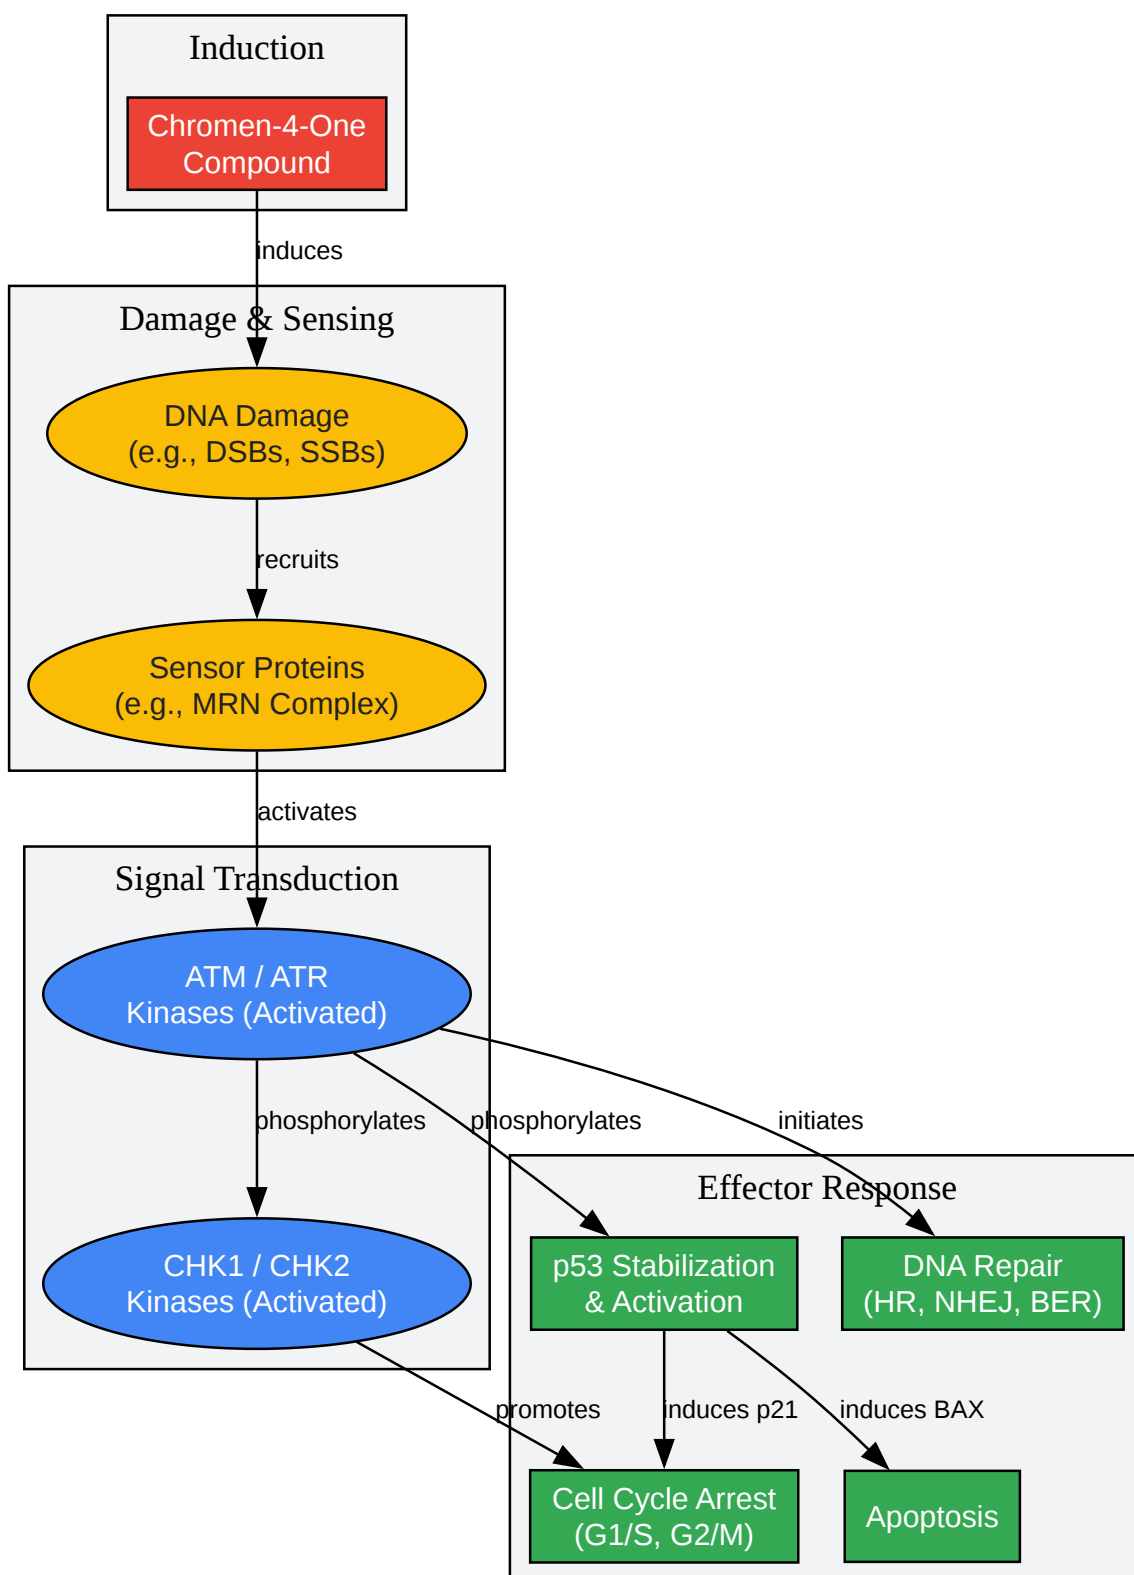 Induction
Chromen-4-One
Compound
induces
Damage & Sensing
DNA Damage
(e.g., DSBs, SSBs)
recruits
Sensor Proteins
(e.g., MRN Complex)
activates
Signal Transduction
ATM / ATR
Kinases (Activated)
phosphorylates
phosphorylates
initiates
Effector Response
CHK1 / CHK2
Kinases (Activated)
p53 Stabilization
& Activation
DNA Repair
(HR, NHEJ, BER)
promotes
induces p21
induces BAX
Cell Cycle Arrest
(G1/S, G2/M)
Apoptosis